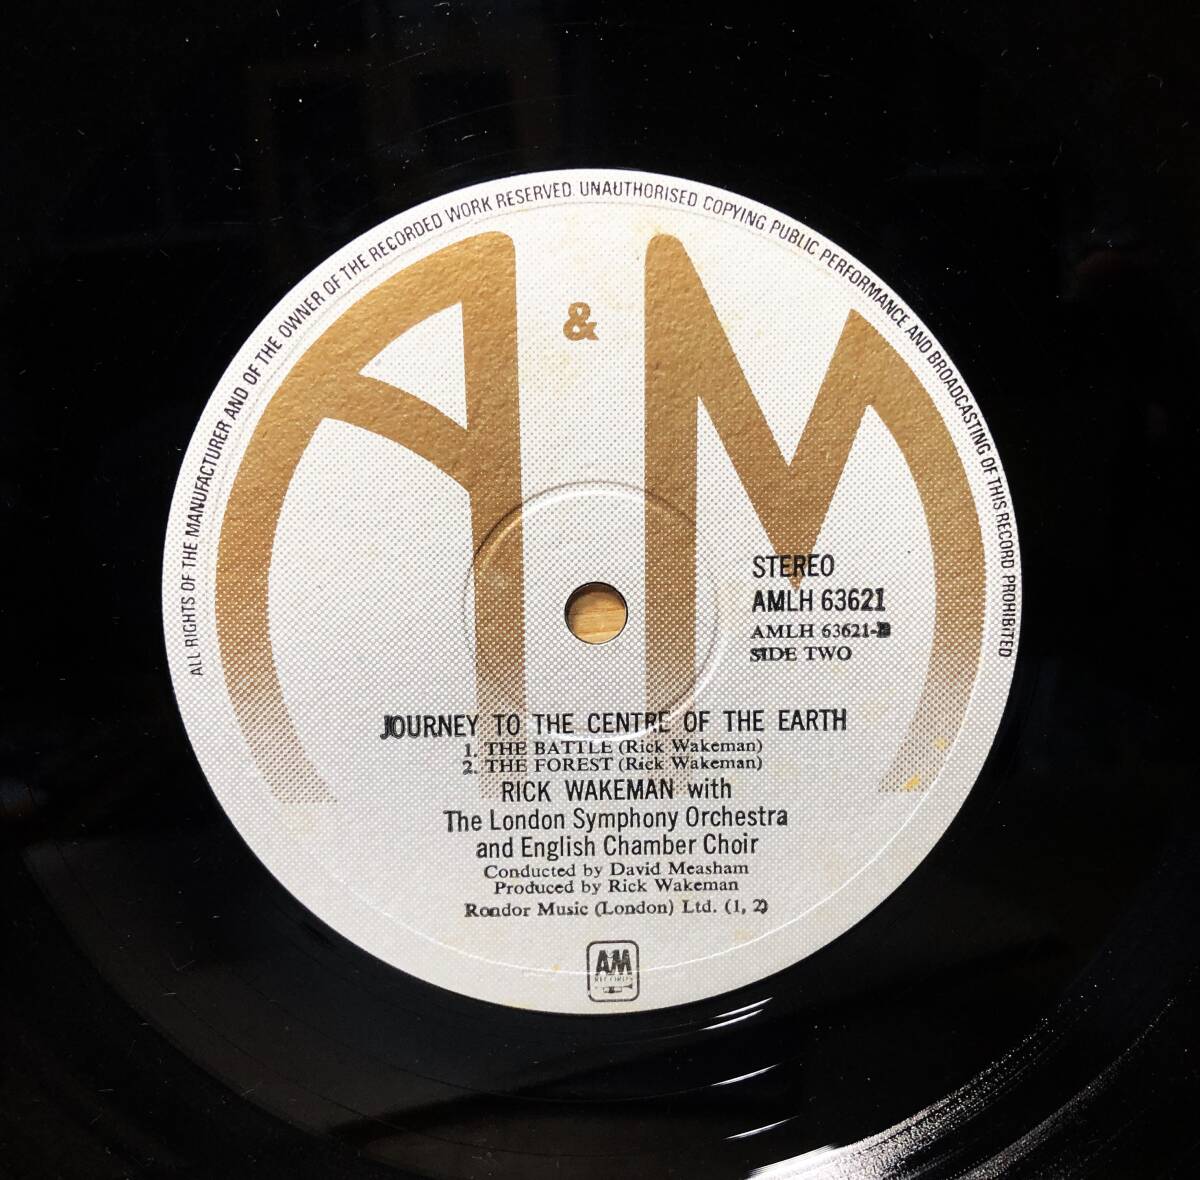 ALL RIGHTS OF THE MANUFACTURER AND OF THE OWNER OF THE RECORDED WORK RESERVED. UNAUTHORISED COPYING PUBLIC PERFORMANCE AND BROADCASTING OF THIS RECORD PROHIBITED
A & M
STEREO
AMLH 63621
AMLH 63621-B
SIDE TWO
JOURNEY TO THE CENTRE OF THE EARTH
1. THE BATTLE (Rick Wakeman)
2. THE FOREST (Rick Wakeman)
RICK WAKEMAN with
The London Symphony Orchestra
and English Chamber Choir
Conducted by David Measham
Produced by Rick Wakeman
Rondor Music (London) Ltd. (1, 2)
AM
RECORDS